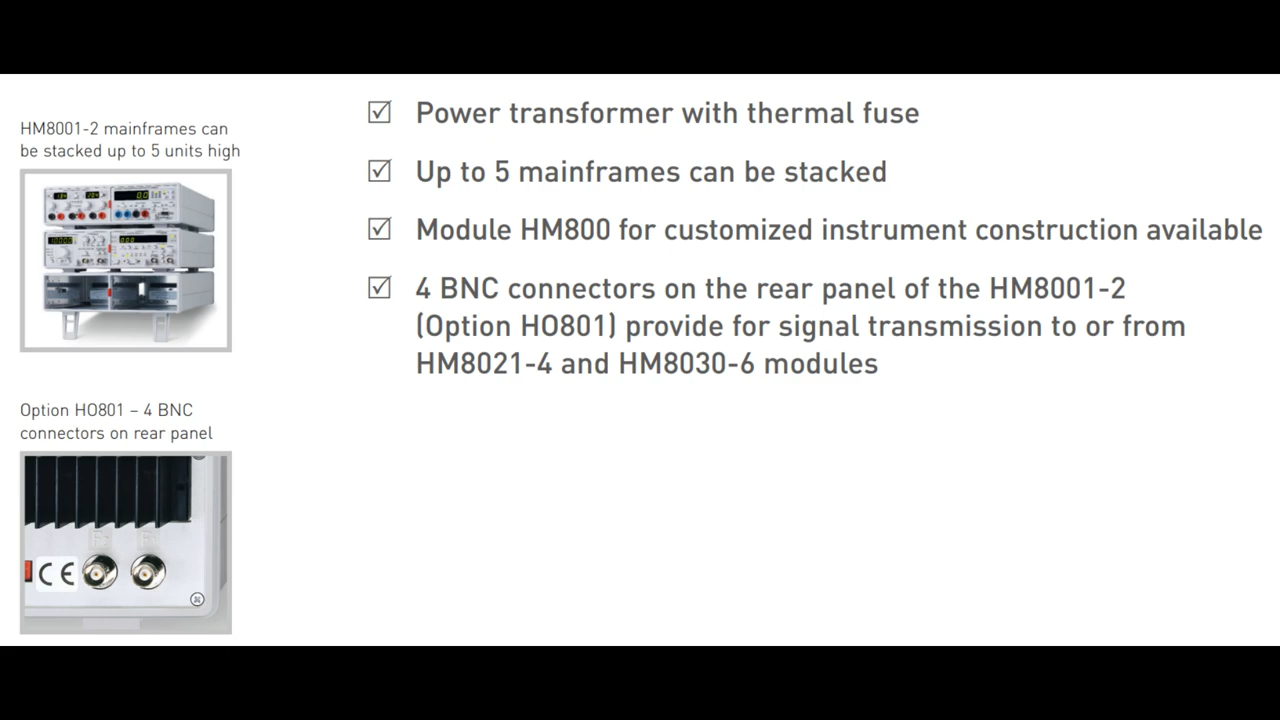 HM8001-2 mainframes can
be stacked up to 5 units high
Option HO801 – 4 BNC
connectors on rear panel
CE
Power transformer with thermal fuse
Up to 5 mainframes can be stacked
Module HM800 for customized instrument construction available
4 BNC connectors on the rear panel of the HM8001-2
(Option HO801) provide for signal transmission to or from
HM8021-4 and HM8030-6 modules